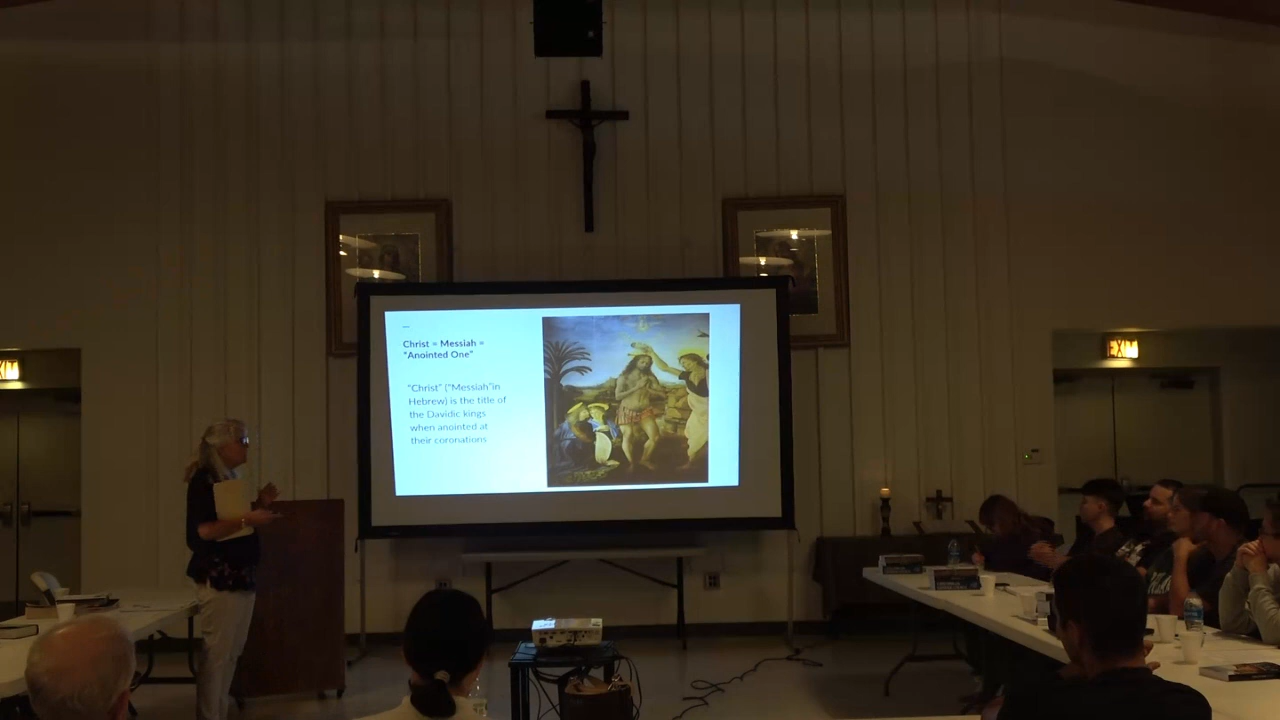 Christ = Messiah =
"Anointed One"
"Christ" ("Messiah"in
Hebrew) is the title of
the Davidic kings
when anointed at
their coronations
EXIT